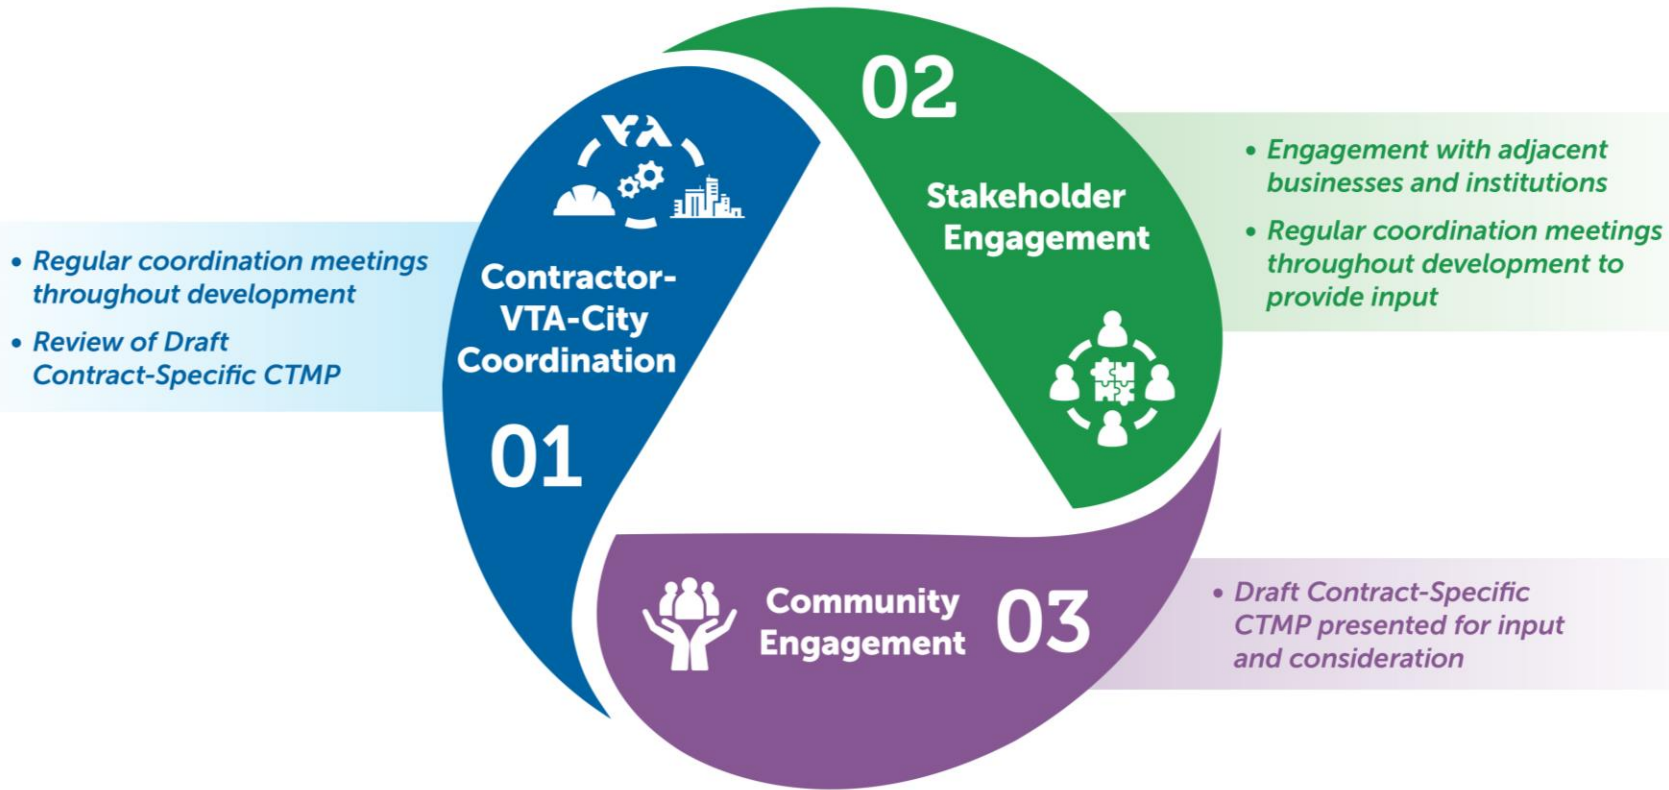 VTA
Contractor-
VTA-City
Coordination
01
• Regular coordination meetings
throughout development
• Review of Draft
Contract-Specific CTMP
02
Stakeholder
Engagement
• Engagement with adjacent
businesses and institutions
• Regular coordination meetings
throughout development to
provide input
Community
Engagement
03
• Draft Contract-Specific
CTMP presented for input
and consideration